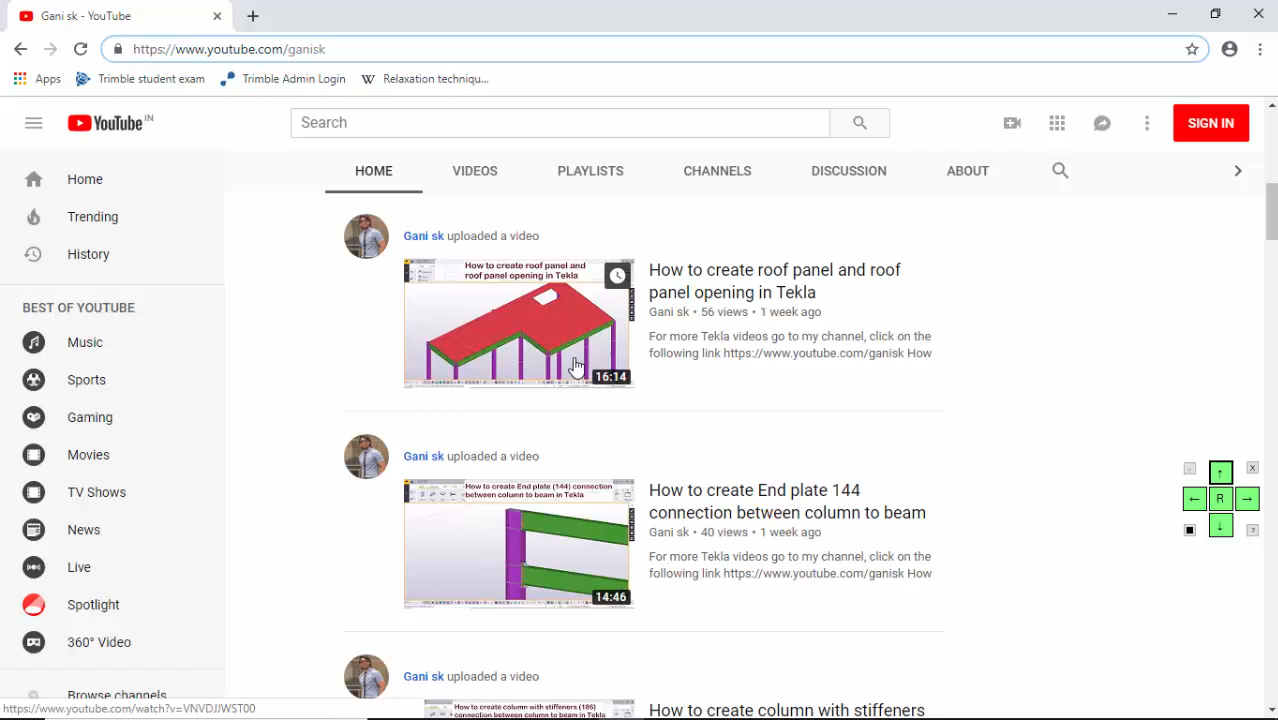 Gani sk - YouTube
https://www.youtube.com/ganisk
Apps
Trimble student exam
Trimble Admin Login
W
Relaxation techniqu...
YouTube IN
Search
SIGN IN
HOME
VIDEOS
PLAYLISTS
CHANNELS
DISCUSSION
ABOUT
Home
Trending
History
BEST OF YOUTUBE
Music
Sports
Gaming
Movies
TV Shows
News
Live
Spotlight
360° Video
Browse channels
Gani sk uploaded a video
How to create roof panel and
roof panel opening in Tekla
16:14
How to create roof panel and roof
panel opening in Tekla
Gani sk • 56 views • 1 week ago
For more Tekla videos go to my channel, click on the
following link https://www.youtube.com/ganisk How
Gani sk uploaded a video
How to create End plate (144) connection
between column to beam in Tekla
14:46
How to create End plate 144
connection between column to beam
Gani sk • 40 views • 1 week ago
For more Tekla videos go to my channel, click on the
following link https://www.youtube.com/ganisk How
Gani sk uploaded a video
How to create column with stiffeners (186)
connection between column to beam in Tekla
How to create column with stiffeners
X
↑
← R →
↓
?
https://www.youtube.com/watch?v=VNVDJJWST00